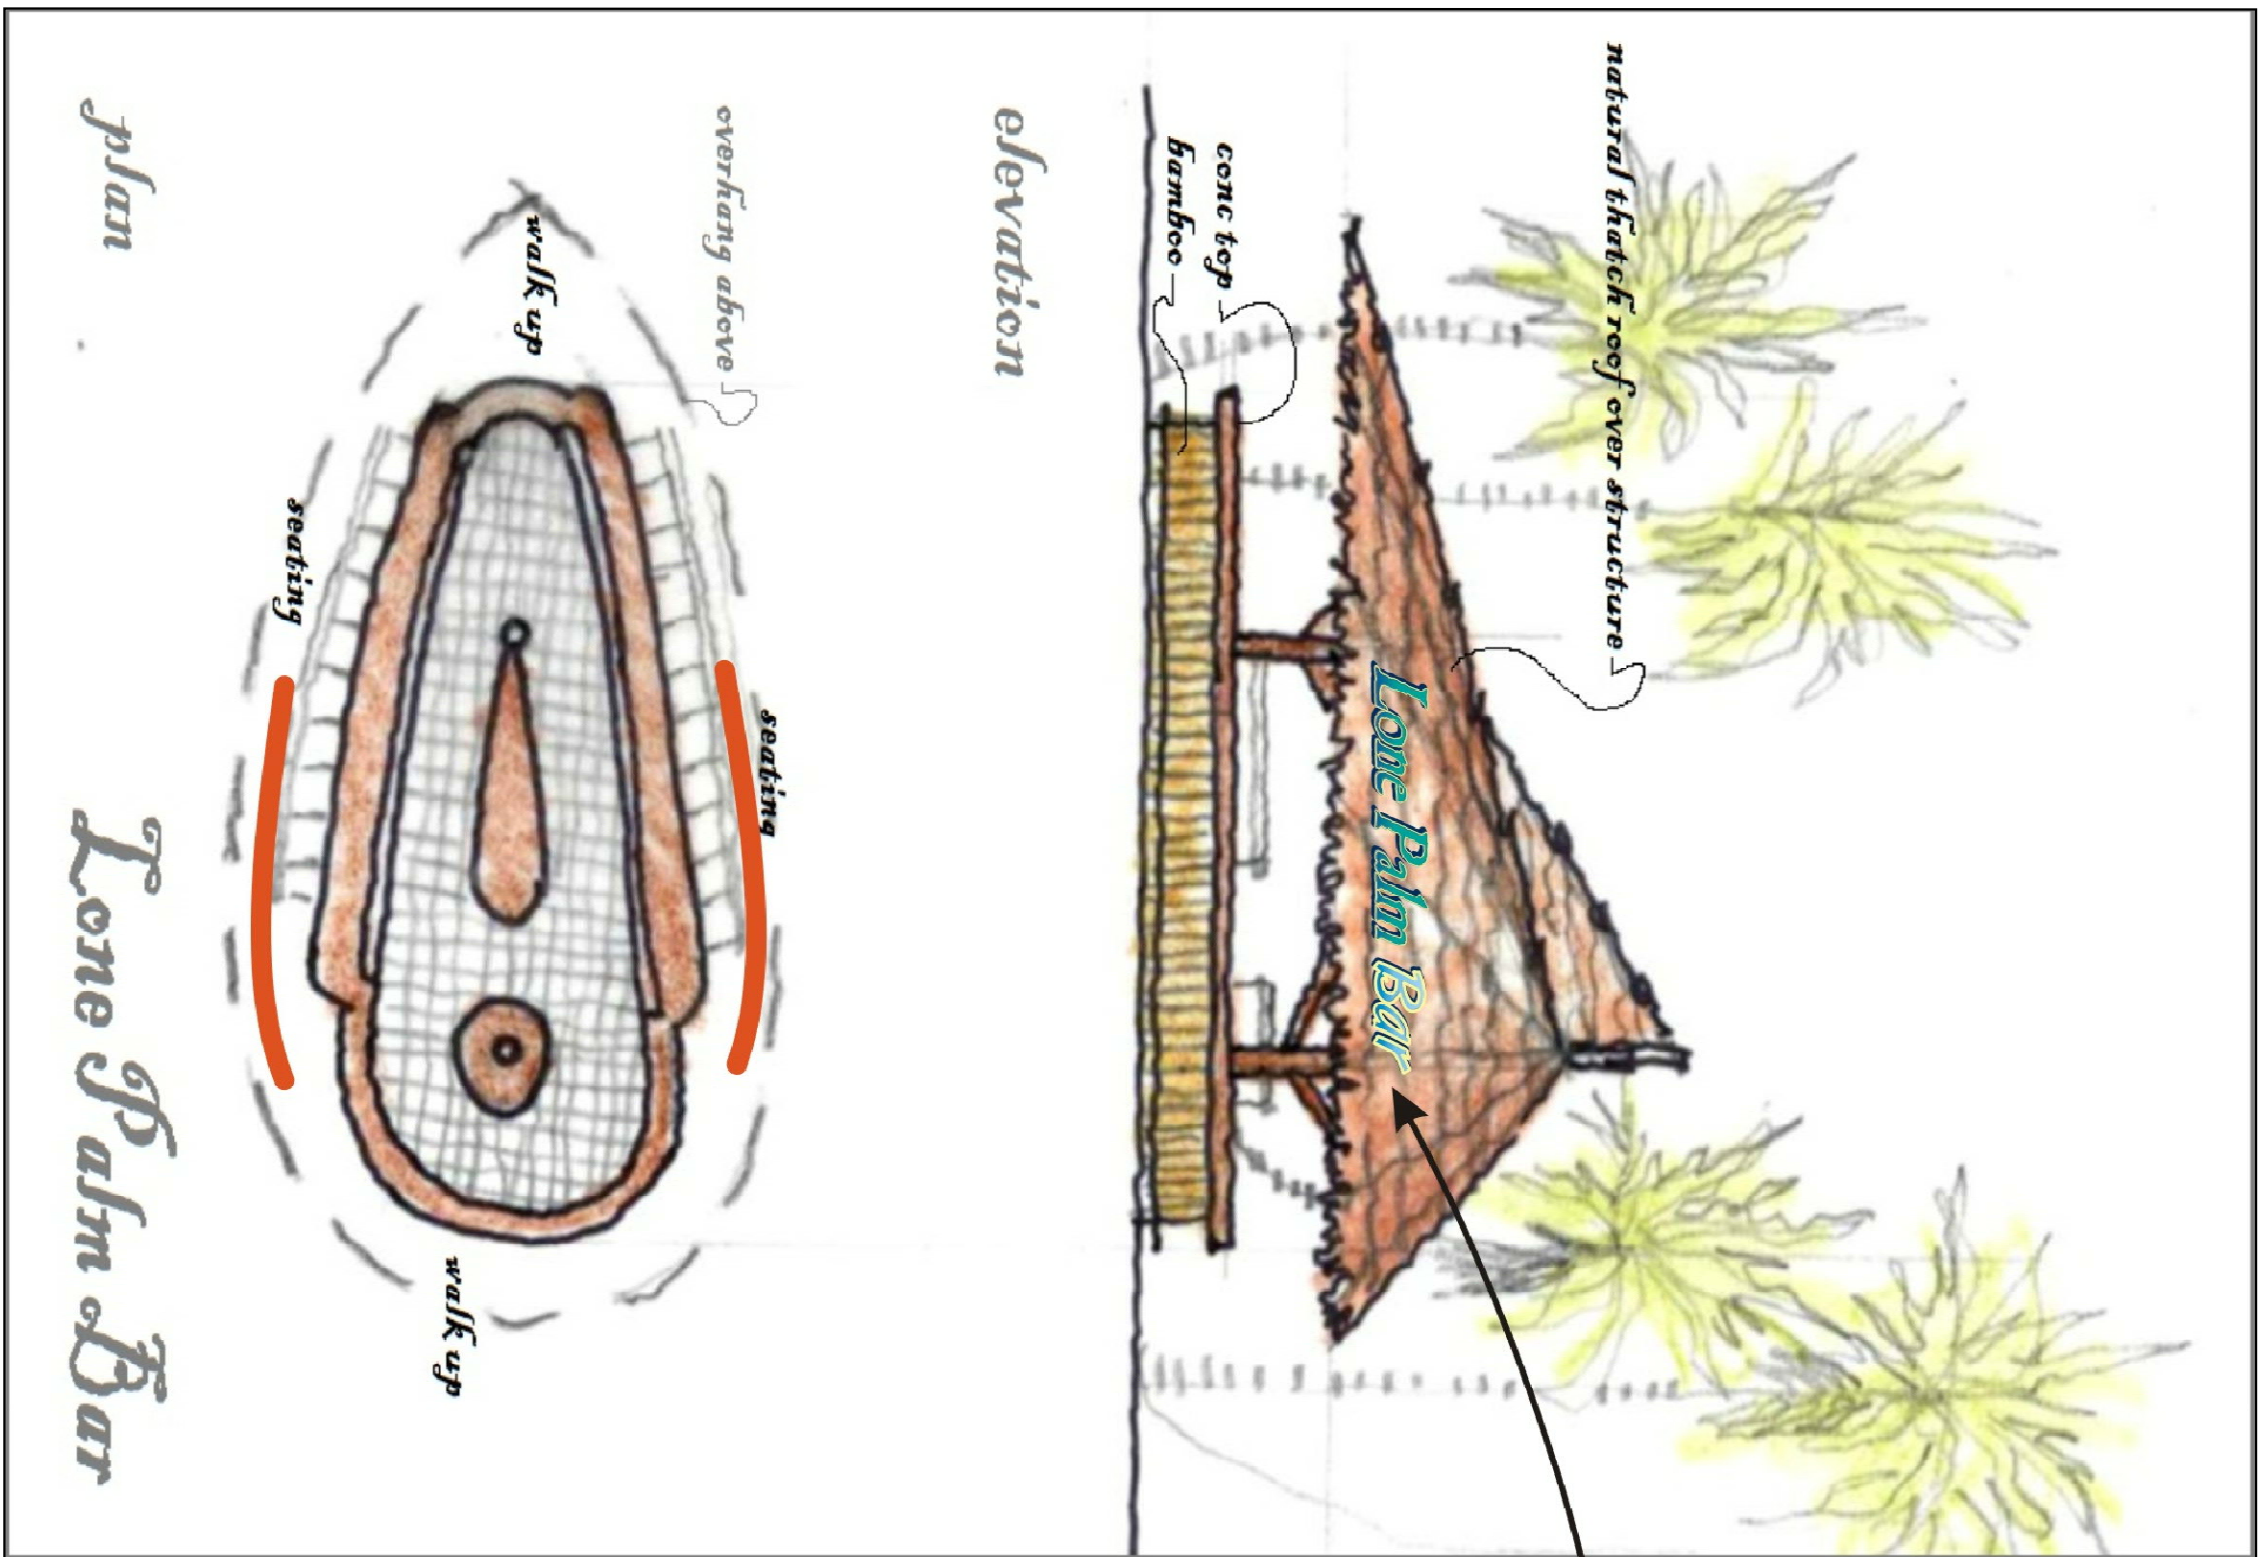 natural thatch roof over structure
Lone Palm Bar
conc top
bamboo
elevation
seating
overhang above
walk up
walk up
seating
plan
Lone Palm Bar